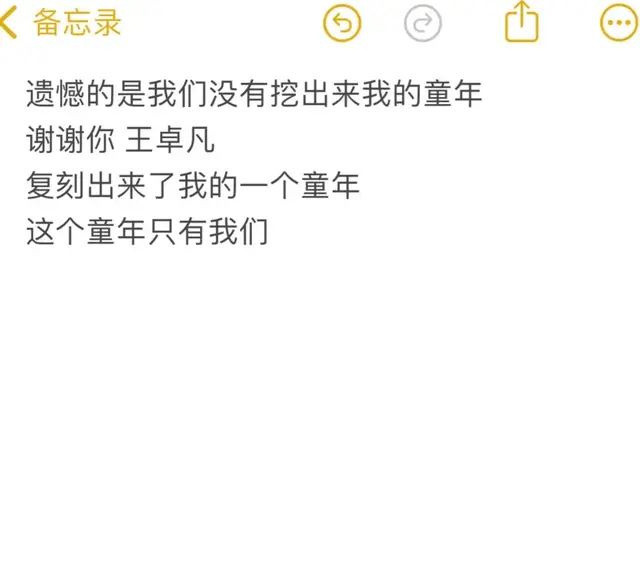 备忘录
遗憾的是我们没有挖出来我的童年
谢谢你 王卓凡
复刻出来了我的一个童年
这个童年只有我们